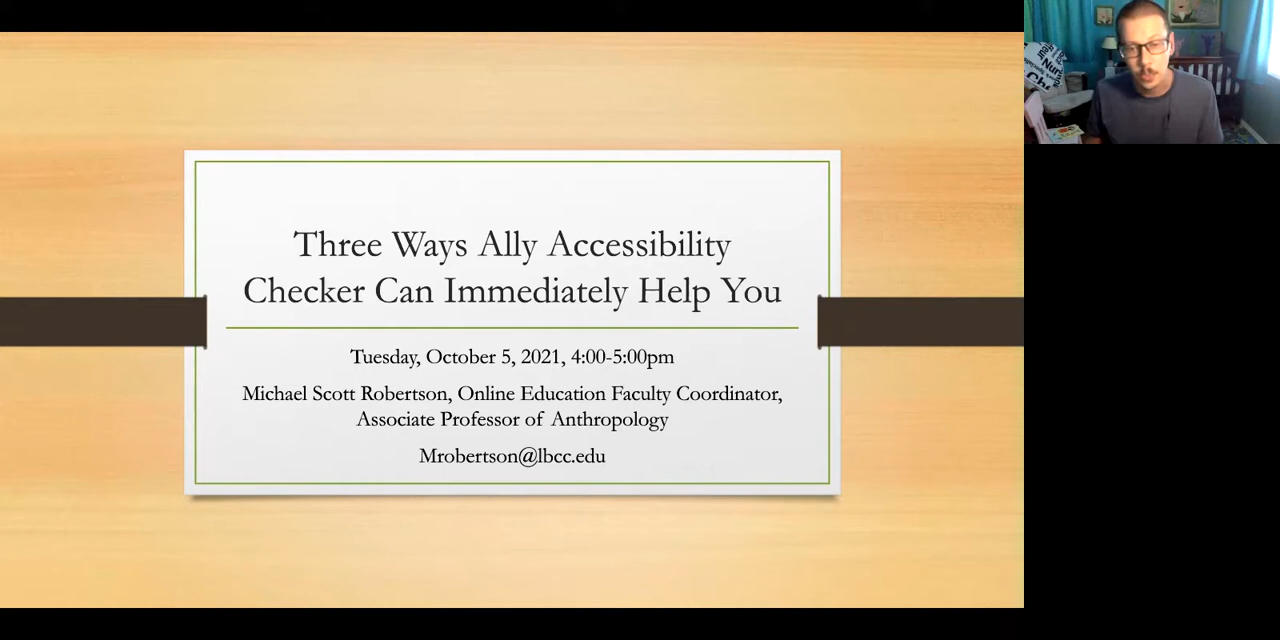 Three Ways Ally Accessibility
Checker Can Immediately Help You
Tuesday, October 5, 2021, 4:00-5:00pm
Michael Scott Robertson, Online Education Faculty Coordinator,
Associate Professor of Anthropology
Mrobertson@lbcc.edu